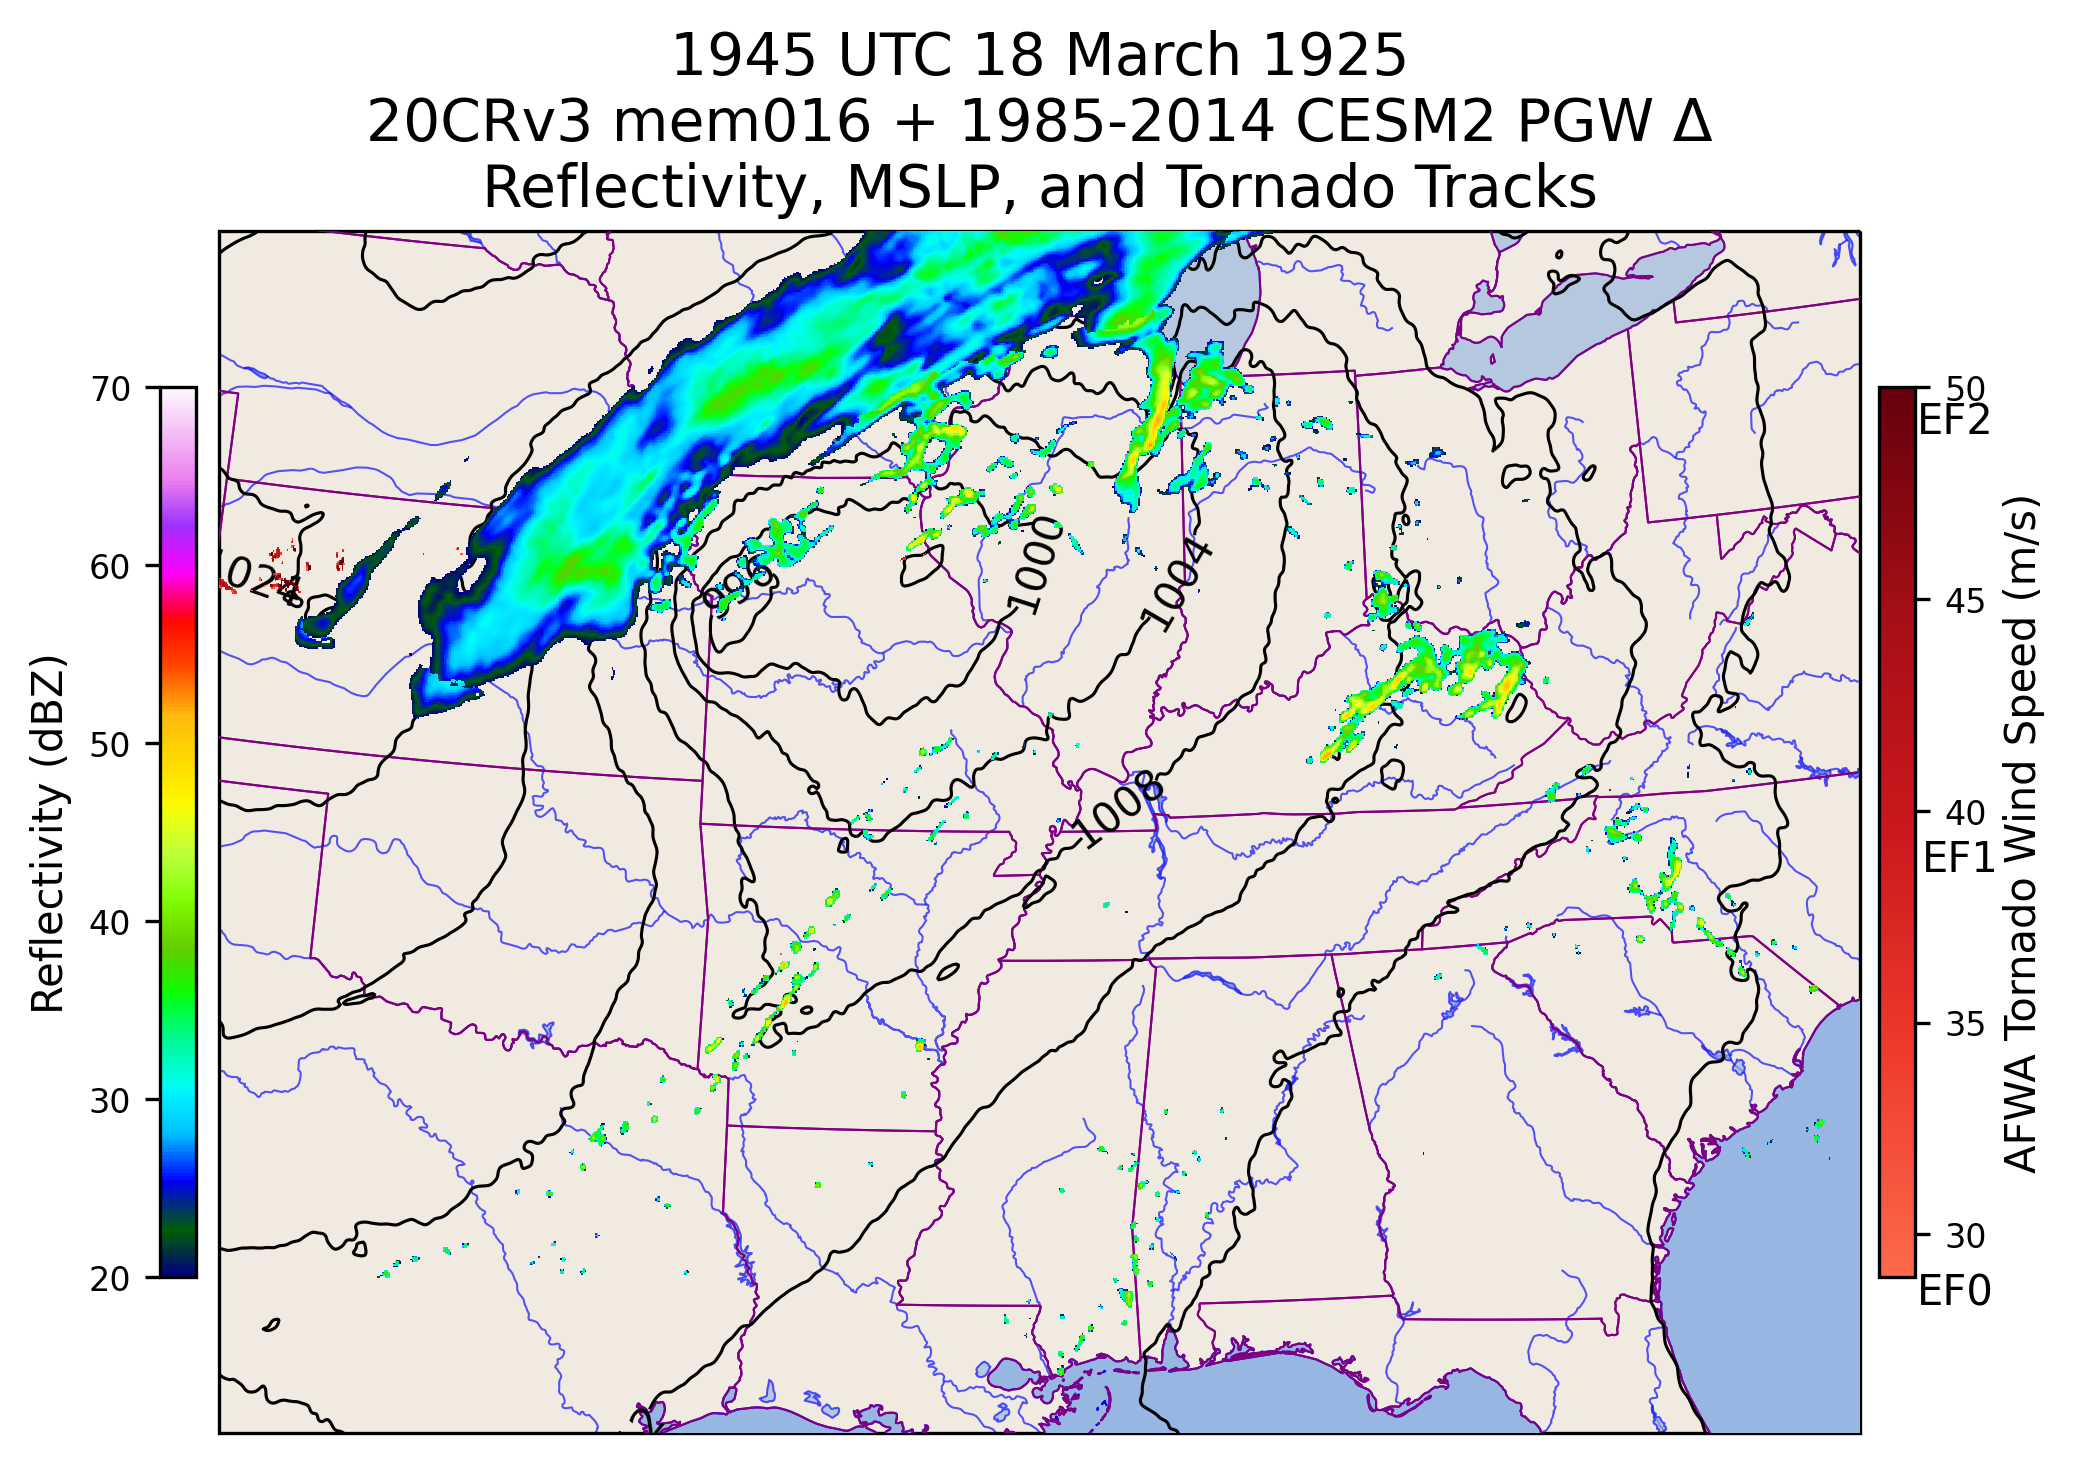 1945 UTC 18 March 1925
20CRv3 mem016 + 1985-2014 CESM2 PGW Δ
Reflectivity, MSLP, and Tornado Tracks
70
60
50
40
30
20
Reflectivity (dBZ)
1024
996
1000
1004
1008
50
EF2
45
40
EF1
35
30
EF0
AFWA Tornado Wind Speed (m/s)